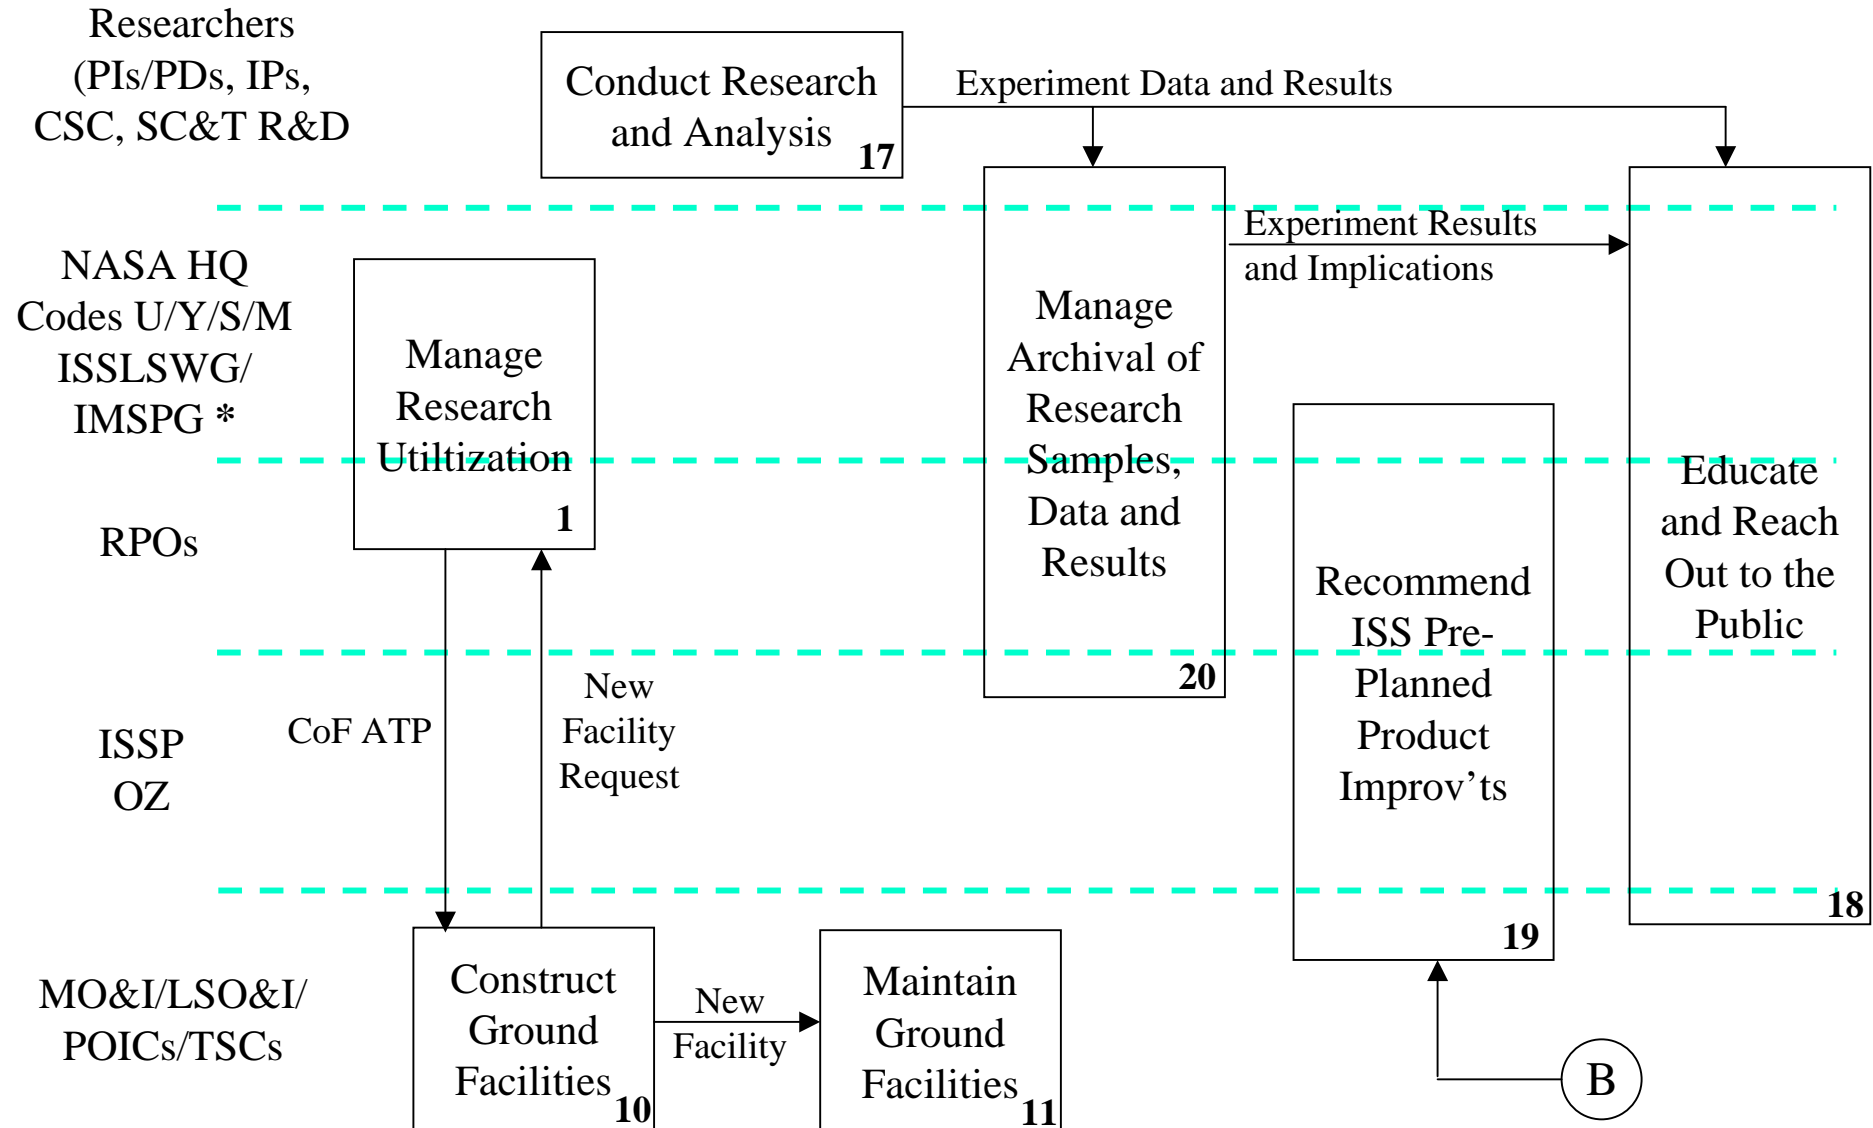 Researchers
(PIs/PDs, IPs,
CSC, SC&T R&D
Conduct Research
and Analysis
17
Experiment Data and Results
NASA HQ
Codes U/Y/S/M
ISSLSWG/
IMSPG *
Manage
Research
Utiltization
1
Manage
Archival of
Research
Samples,
Data and
Results
20
Experiment Results
and Implications
Recommend
ISS Pre-
Planned
Product
Improv’ts
19
Educate
and Reach
Out to the
Public
18
RPOs
ISSP
OZ
CoF ATP
New
Facility
Request
MO&I/LSO&I/
POICs/TSCs
Construct
Ground
Facilities
10
New
Facility
Maintain
Ground
Facilities
11
B